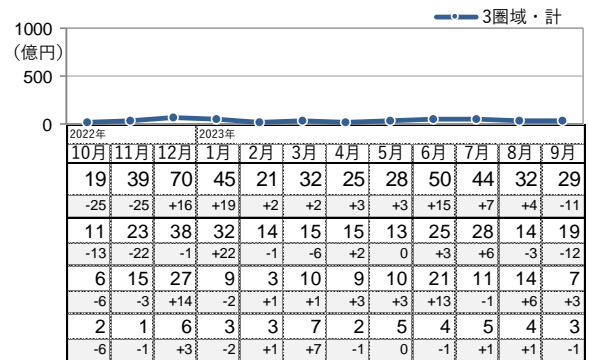 3圏域・計
1000
(億円)
500
0
2022年 2023年
10月 11月 12月 1月 2月 3月 4月 5月 6月 7月 8月 9月
19 39 70 45 21 32 25 28 50 44 32 29
-25 -25 +16 +19 +2 +2 +3 +3 +15 +7 +4 -11
11 23 38 32 14 15 15 13 25 28 14 19
-13 -22 -1 +22 -1 -6 +2 0 +3 +6 -3 -12
6 15 27 9 3 10 9 10 21 11 14 7
-6 -3 +14 -2 +1 +1 +3 +3 +13 -1 +6 +3
2 1 6 3 3 7 2 5 4 5 4 3
-6 -1 +3 -2 +1 +7 -1 0 -1 +1 +1 -1